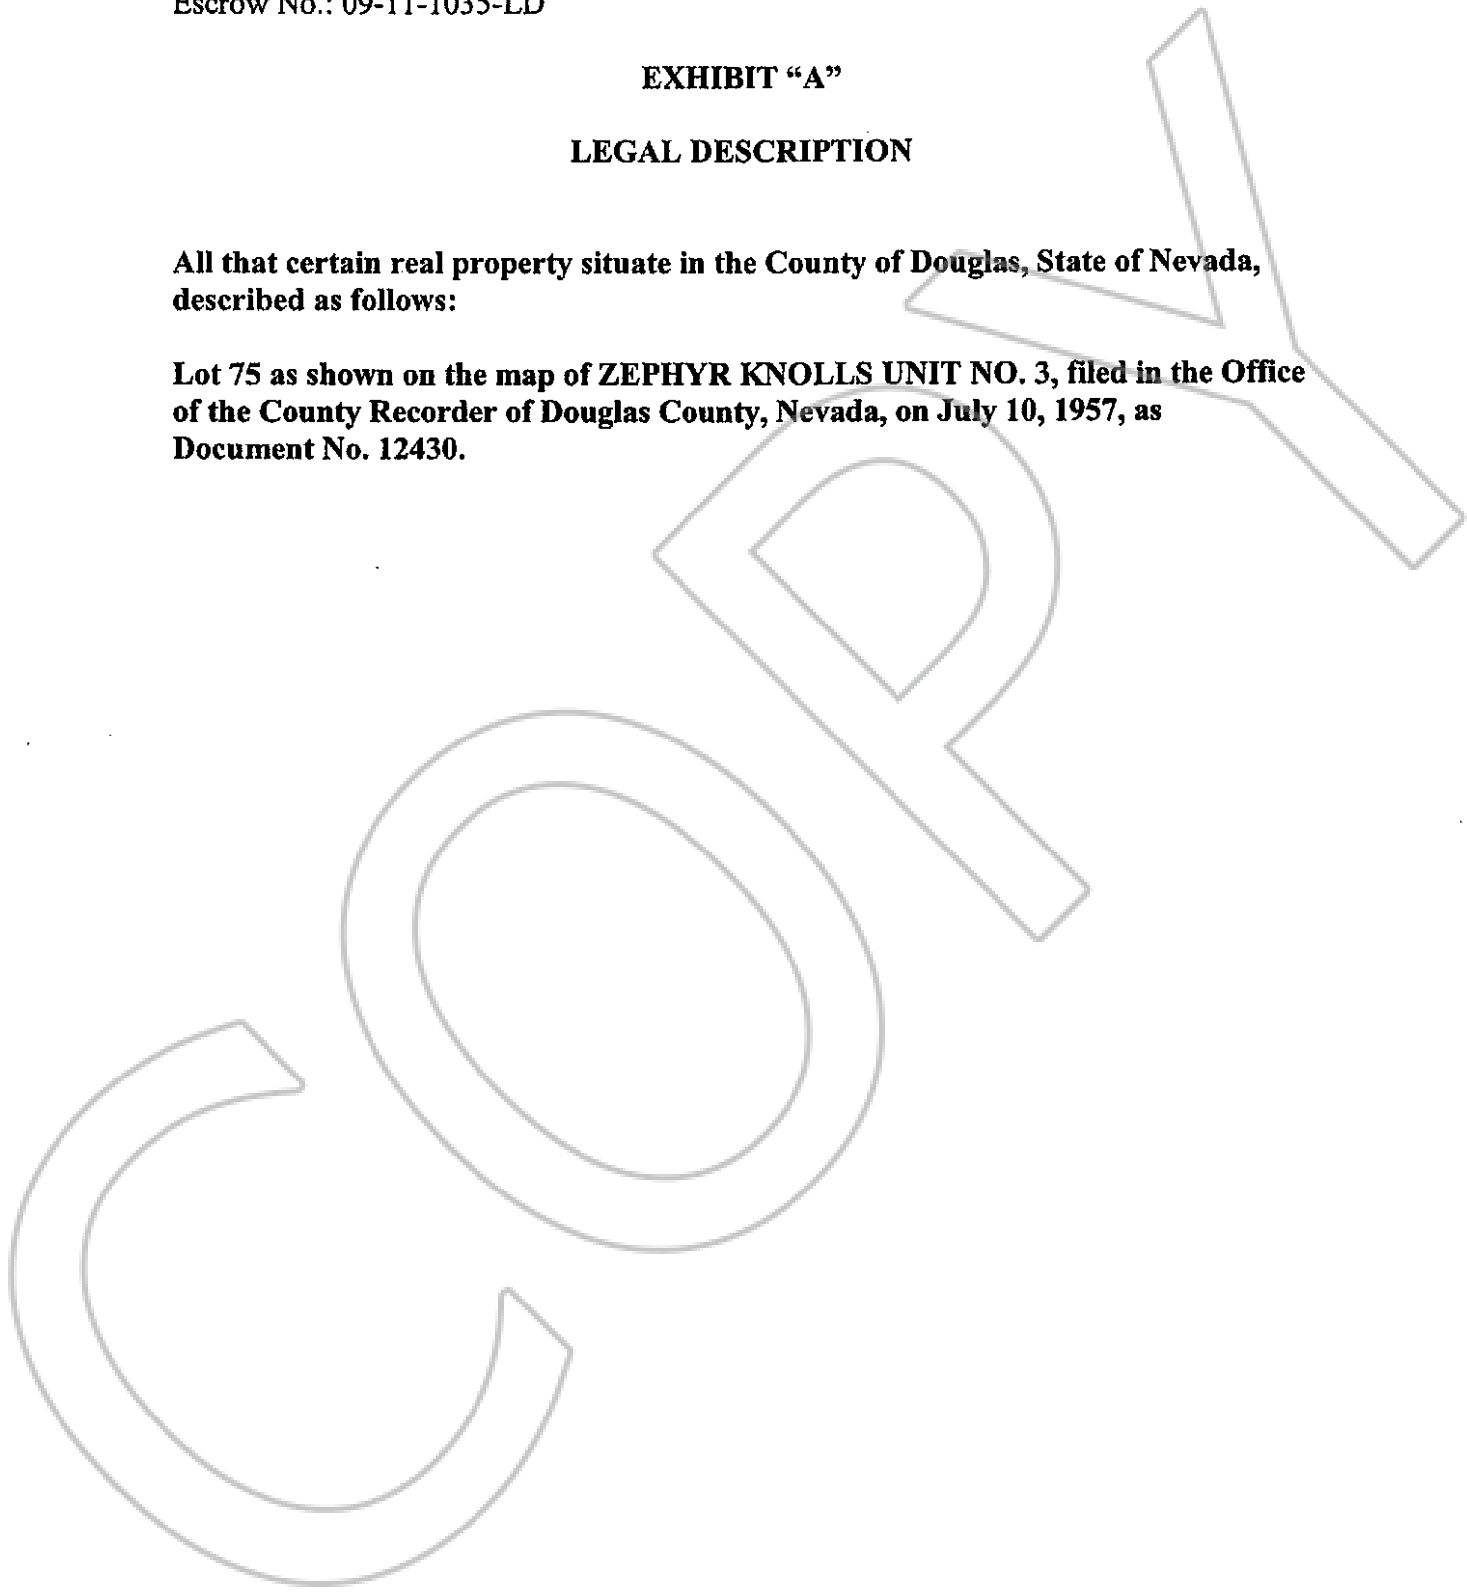 Escrow No.: 09-11-1035-LD
EXHIBIT “A”
LEGAL DESCRIPTION
All that certain real property situate in the County of Douglas, State of Nevada,
described as follows:
Lot 75 as shown on the map of ZEPHYR KNOLLS UNIT NO. 3, filed in the Office
of the County Recorder of Douglas County, Nevada, on July 10, 1957, as
Document No. 12430.
COPY